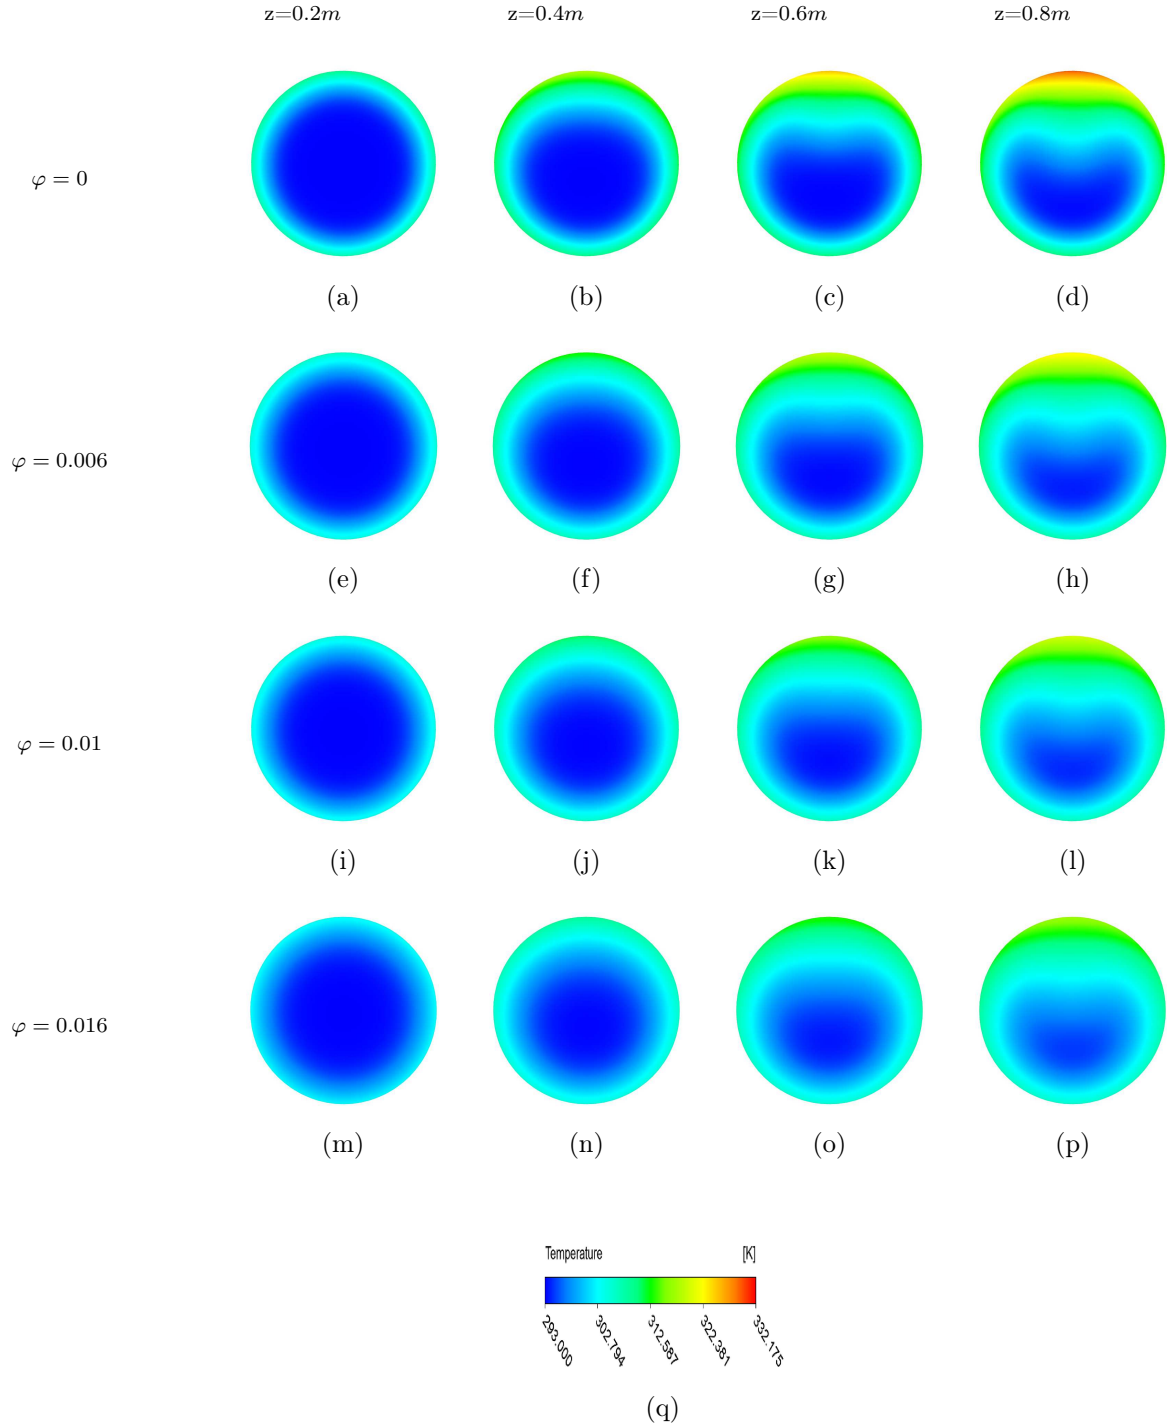 z=0.2m z=0.4m z=0.6m z=0.8m
φ = 0
(a) (b) (c) (d)
φ = 0.006
(e) (f) (g) (h)
φ = 0.01
(i) (j) (k) (l)
φ = 0.016
(m) (n) (o) (p)
Temperature [K]
293.000 302.794 312.587 322.381 332.175
(q)